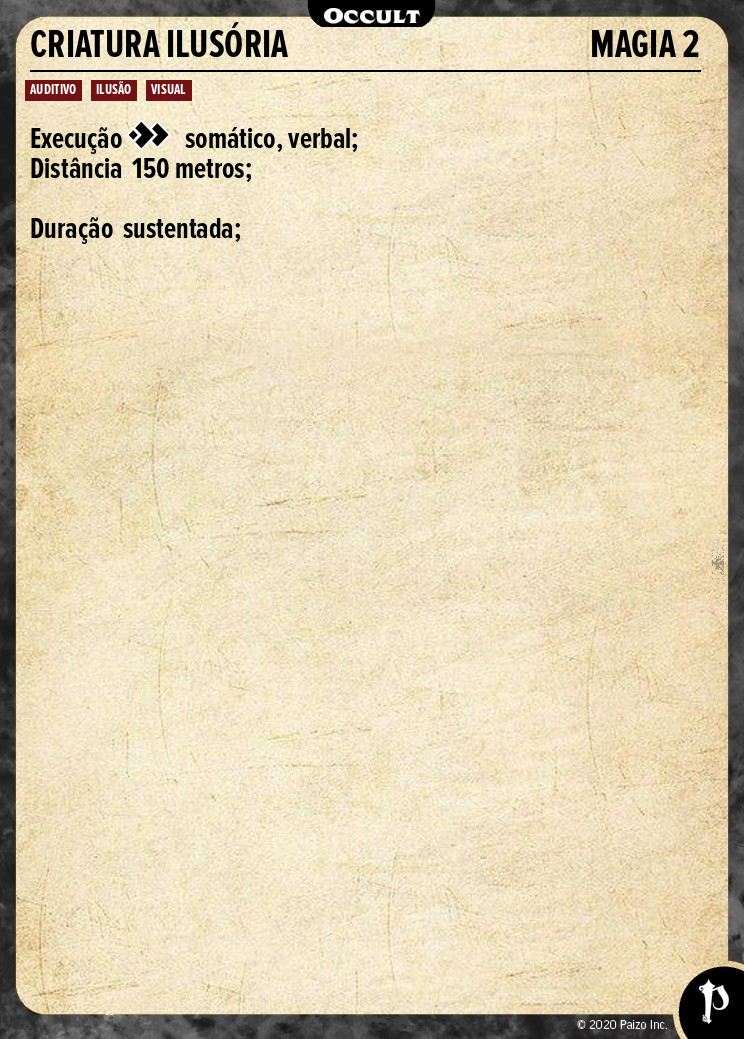 OCCULT
CRIATURA ILUSÓRIA MAGIA 2
AUDITIVO ILUSÃO VISUAL
Execução somático, verbal;
Distância 150 metros;
Duração sustentada;
© 2020 Paizo Inc.
P